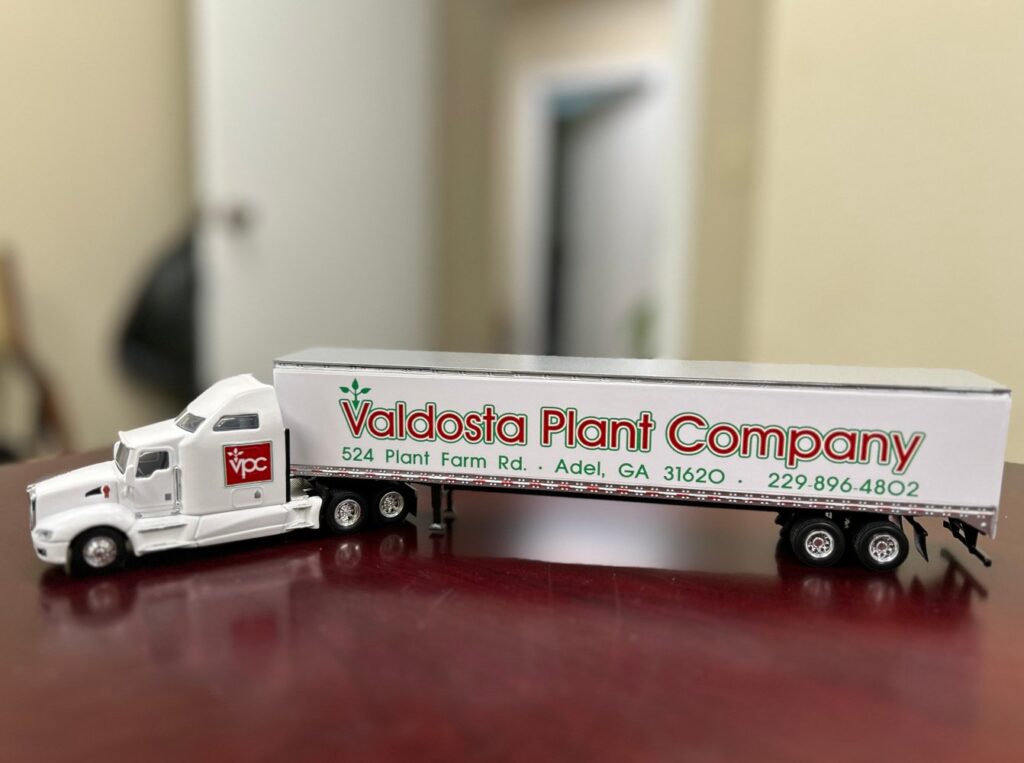 Valdosta Plant Company
524 Plant Farm Rd. · Adel, GA 31620 · 229-896-4802
vpc